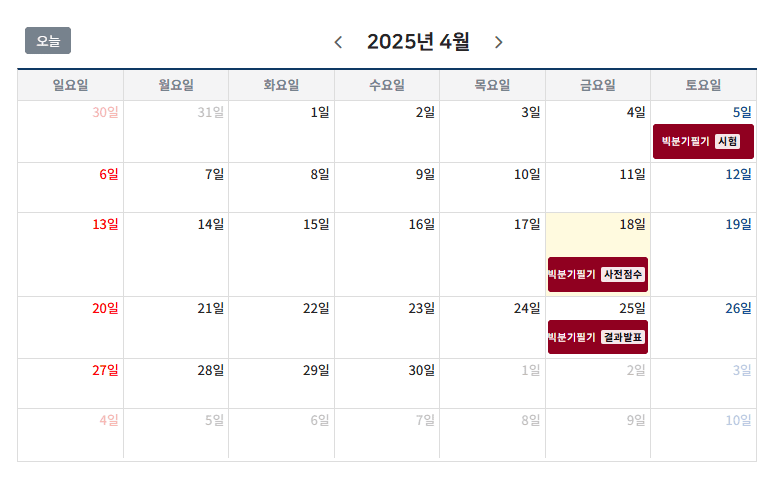 오늘
2025년 4월
일요일 월요일 화요일 수요일 목요일 금요일 토요일
30일 31일 1일 2일 3일 4일 5일
빅분기필기 시험
6일 7일 8일 9일 10일 11일 12일
13일 14일 15일 16일 17일 18일 19일
빅분기필기 사전점수
20일 21일 22일 23일 24일 25일 26일
빅분기필기 결과발표
27일 28일 29일 30일 1일 2일 3일
4일 5일 6일 7일 8일 9일 10일